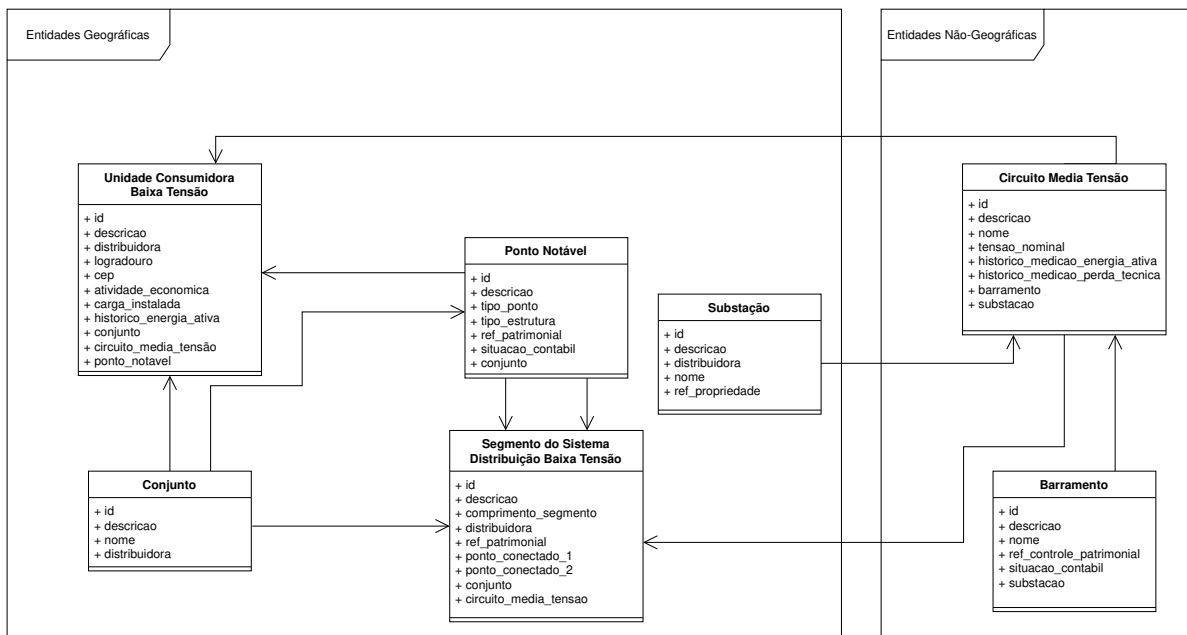 Entidades Geográficas
Entidades Não-Geográficas
Unidade Consumidora
Baixa Tensão
+ id
+ descricao
+ distribuidora
+ logradouro
+ cep
+ atividade_economica
+ carga_instalada
+ historico_energia_ativa
+ conjunto
+ circuito_media_tensão
+ ponto_notavel
Ponto Notável
+ id
+ descricao
+ tipo_ponto
+ tipo_estrutura
+ ref_patrimonial
+ situacao_contabil
+ conjunto
Substação
+ id
+ descricao
+ distribuidora
+ nome
+ ref_propriedade
Circuito Media Tensão
+ id
+ descricao
+ nome
+ tensao_nominal
+ historico_medicao_energia_ativa
+ historico_medicao_perda_tecnica
+ barramento
+ substacao
Conjunto
+ id
+ descricao
+ nome
+ distribuidora
Segmento do Sistema
Distribuição Baixa Tensão
+ id
+ descricao
+ comprimento_segmento
+ distribuidora
+ ref_patrimonial
+ ponto_conectado_1
+ ponto_conectado_2
+ conjunto
+ circuito_media_tensao
Barramento
+ id
+ descricao
+ nome
+ ref_controle_patrimonial
+ situacao_contabil
+ substacao